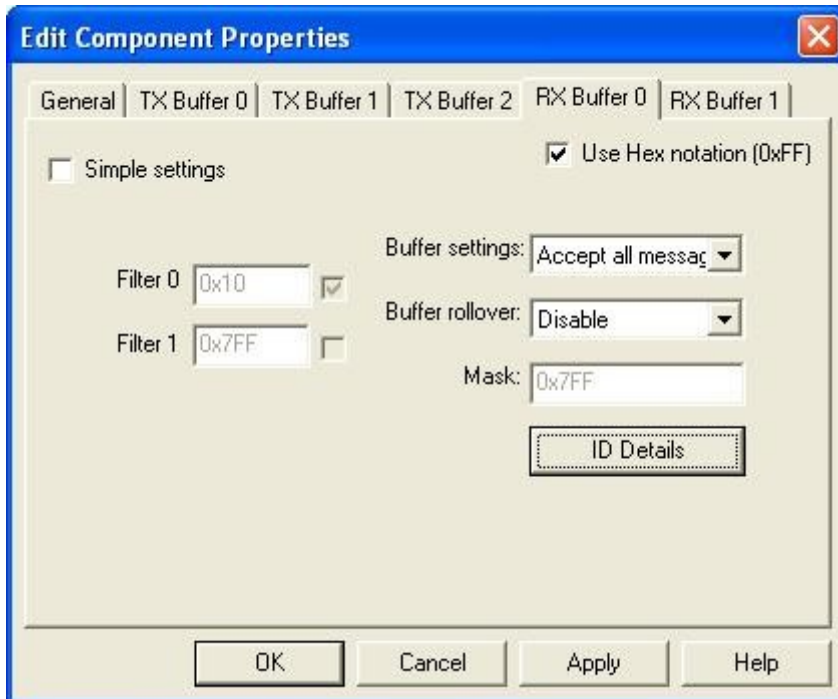 Edit Component Properties
General TX Buffer 0 TX Buffer 1 TX Buffer 2 RX Buffer 0 RX Buffer 1
Simple settings
Use Hex notation (0xFF)
Buffer settings: Accept all messag
Filter 0 0x10
Buffer rollover: Disable
Filter 1 0x7FF
Mask: 0x7FF
ID Details
OK Cancel Apply Help